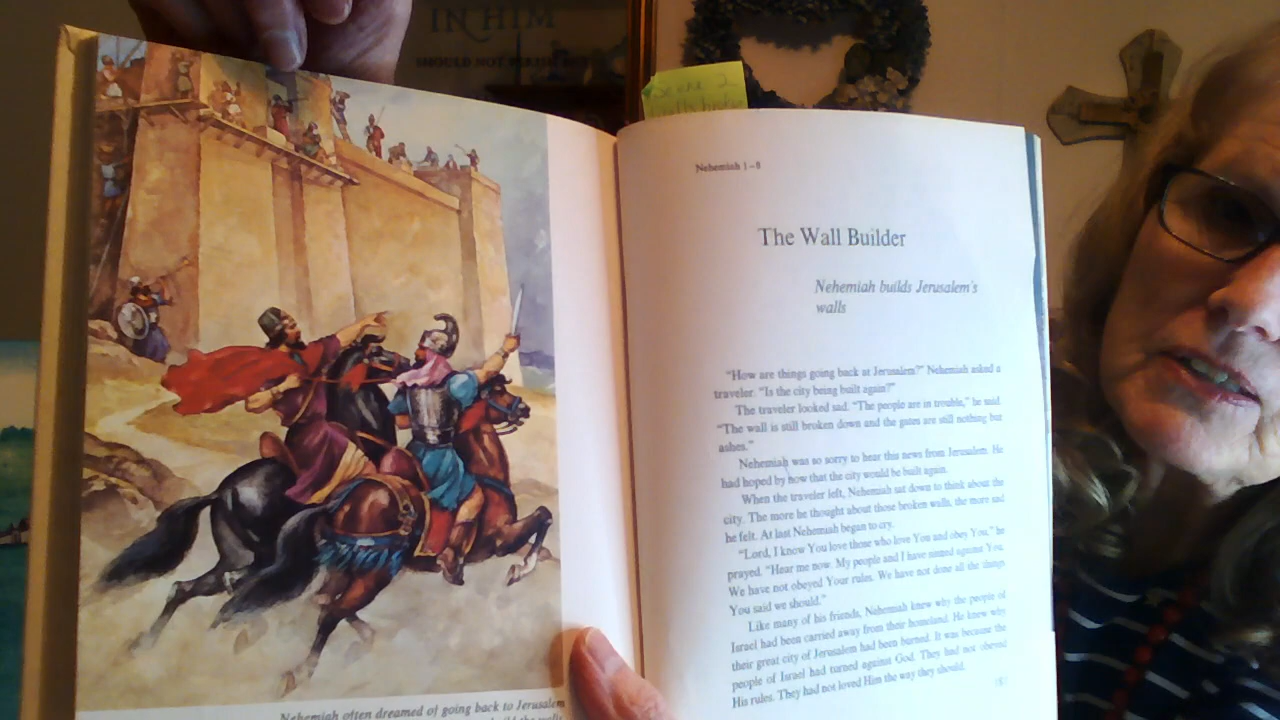 IN HIM
SHOULD NOT PERISH BUT
Scene 2
Nehemiah 1–8
The Wall Builder
Nehemiah builds Jerusalem's
walls
"How are things going back at Jerusalem?" Nehemiah asked a
traveler. "Is the city being built again?"
The traveler looked sad. "The people are in trouble," he said.
"The wall is still broken down and the gates are still nothing but
ashes."
Nehemiah was so sorry to hear this news from Jerusalem. He
had hoped by now that the city would be built again.
When the traveler left, Nehemiah sat down to think about the
city. The more he thought about those broken walls, the more sad
he felt. At last Nehemiah began to cry.
"Lord, I know You love those who love You and obey You," he
prayed. "Hear me now. My people and I have sinned against You.
We have not obeyed Your rules. We have not done all the things
You said we should."
Like many of his friends, Nehemiah knew why the people of
Israel had been carried away from their homeland. He knew why
their great city of Jerusalem had been burned. It was because the
people of Israel had turned against God. They had not obeyed
His rules. They had not loved Him the way they should.
Nehemiah often dreamed of going back to Jerusalem
build the walls